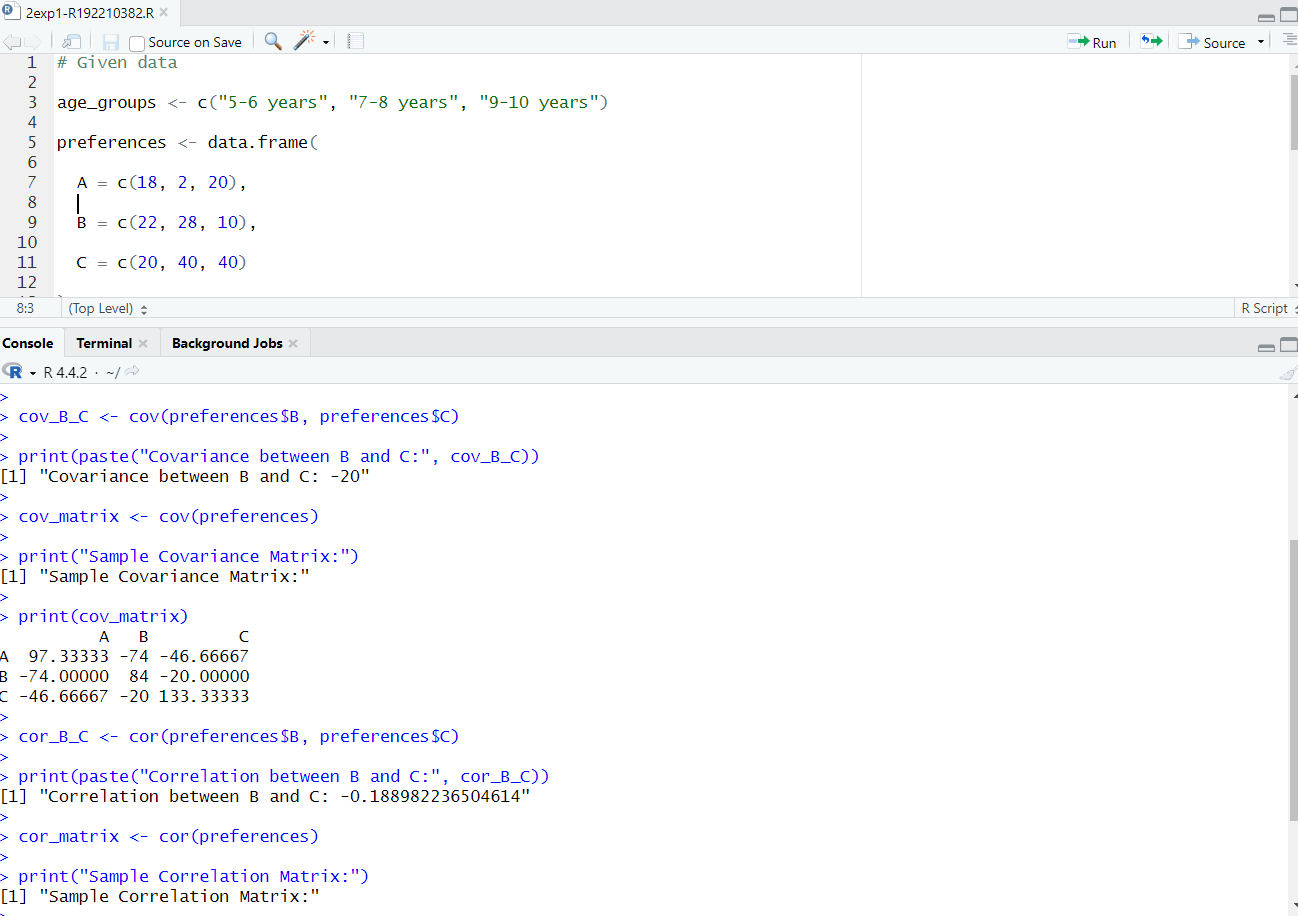 2exp1-R192210382.R
Source on Save
Run
Source
1 # Given data
2
3 age_groups <- c("5-6 years", "7-8 years", "9-10 years")
4
5 preferences <- data.frame(
6
7   A = c(18, 2, 20),
8
9   B = c(22, 28, 10),
10
11   C = c(20, 40, 40)
12
8:3 (Top Level) R Script
Console Terminal Background Jobs
R 4.4.2 · ~/
>
> cov_B_C <- cov(preferences$B, preferences$C)
>
> print(paste("Covariance between B and C:", cov_B_C))
[1] "Covariance between B and C: -20"
>
> cov_matrix <- cov(preferences)
>
> print("Sample Covariance Matrix:")
[1] "Sample Covariance Matrix:"
>
> print(cov_matrix)
          A   B         C
A  97.33333 -74 -46.66667
B -74.00000  84 -20.00000
C -46.66667 -20 133.33333
>
> cor_B_C <- cor(preferences$B, preferences$C)
>
> print(paste("Correlation between B and C:", cor_B_C))
[1] "Correlation between B and C: -0.188982236504614"
>
> cor_matrix <- cor(preferences)
>
> print("Sample Correlation Matrix:")
[1] "Sample Correlation Matrix:"